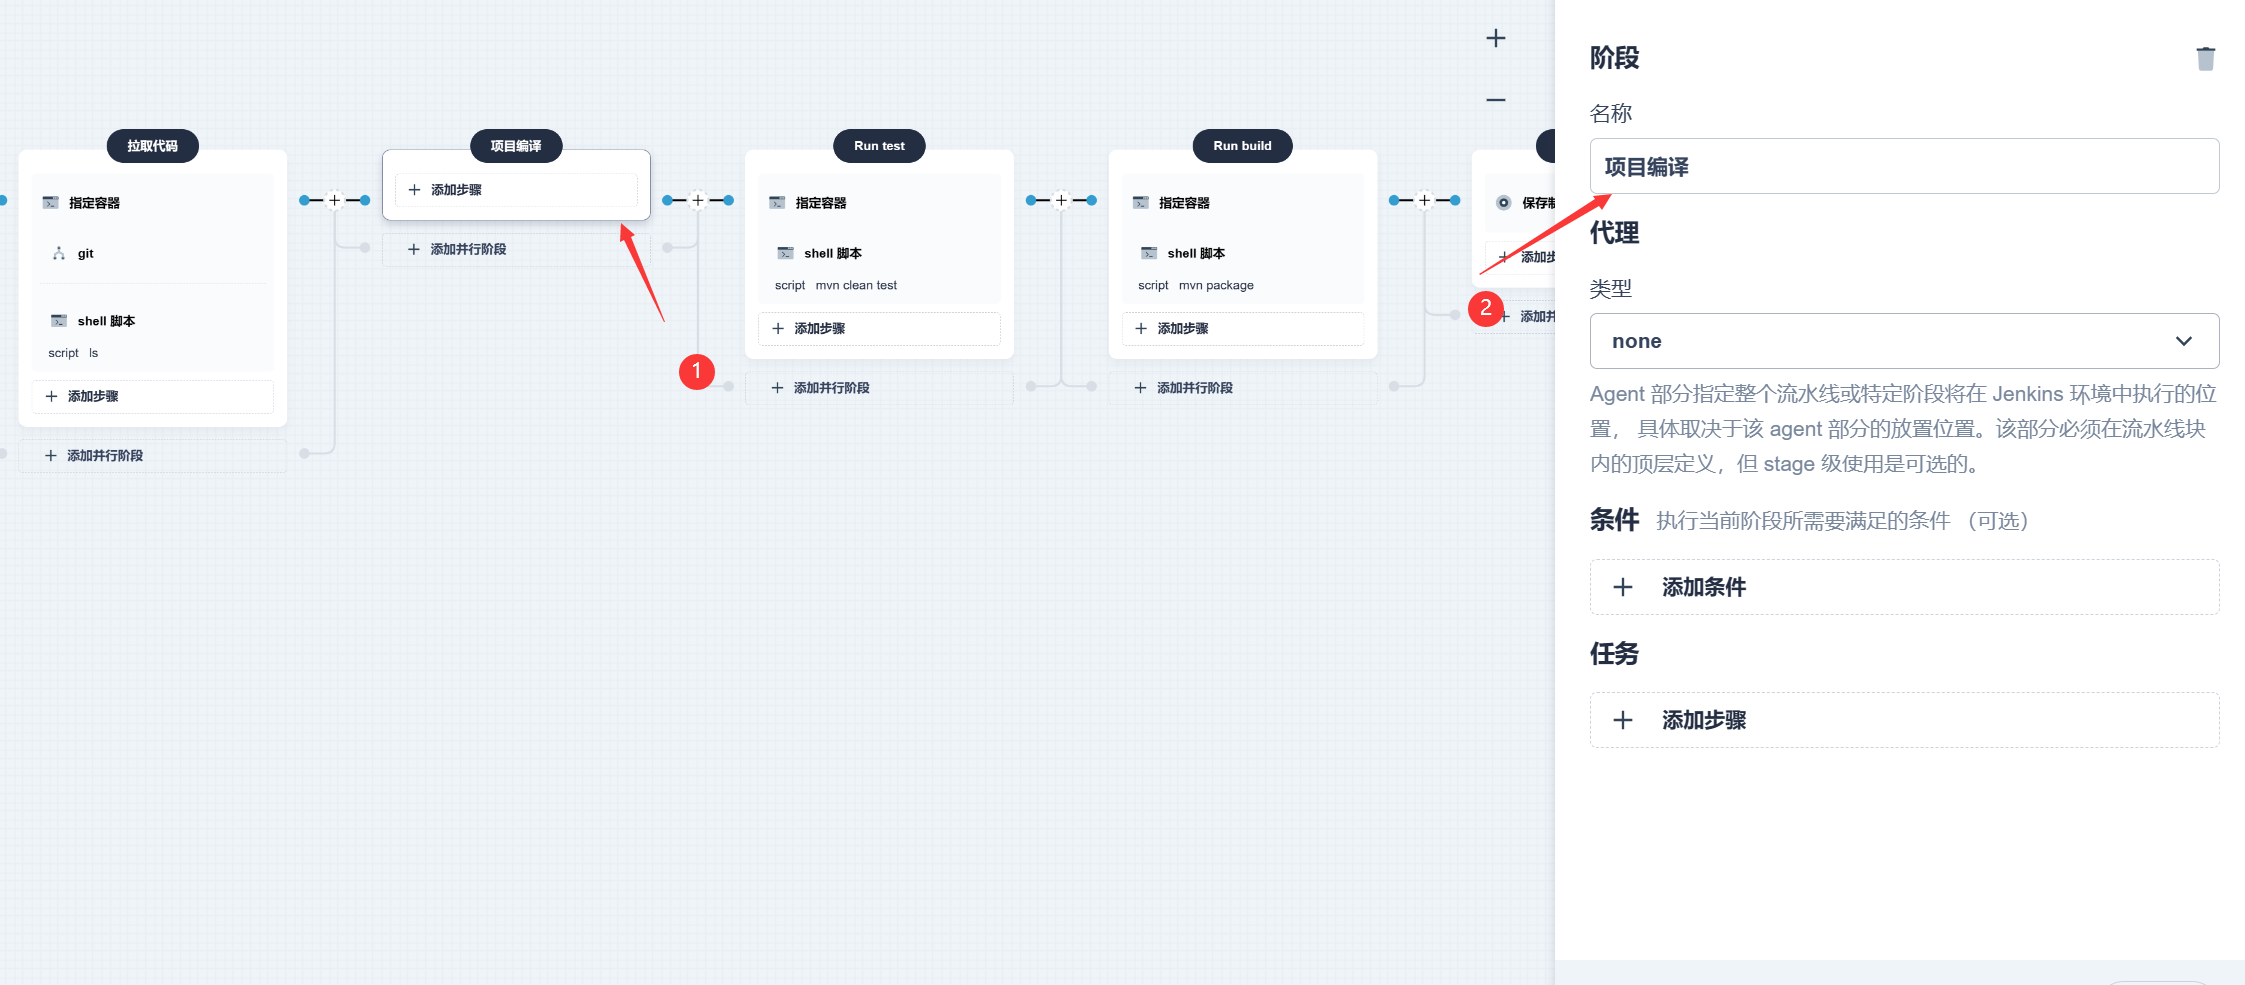 拉取代码
指定容器
git
shell 脚本
script ls
添加步骤
添加并行阶段
项目编译
添加步骤
添加并行阶段
1
Run test
指定容器
shell 脚本
script mvn clean test
添加步骤
添加并行阶段
Run build
指定容器
shell 脚本
script mvn package
添加步骤
添加并行阶段
保存
添加
2
添加
阶段
名称
项目编译
代理
类型
none
Agent 部分指定整个流水线或特定阶段将在 Jenkins 环境中执行的位
置， 具体取决于该 agent 部分的放置位置。该部分必须在流水线块
内的顶层定义，但 stage 级使用是可选的。
条件 执行当前阶段所需要满足的条件 （可选）
添加条件
任务
添加步骤